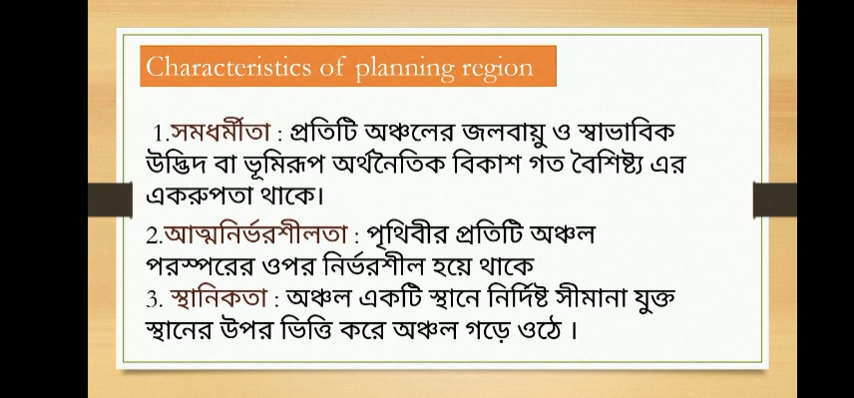 Characteristics of planning region
1.সমধর্মীতা : প্রতিটি অঞ্চলের জলবায়ু ও স্বাভাবিক
উদ্ভিদ বা ভূমিরূপ অর্থনৈতিক বিকাশ গত বৈশিষ্ট্য এর
একরুপতা থাকে।
2.আত্মনির্ভরশীলতা : পৃথিবীর প্রতিটি অঞ্চল
পরস্পরের ওপর নির্ভরশীল হয়ে থাকে
3. স্থানিকতা : অঞ্চল একটি স্থানে নির্দিষ্ট সীমানা যুক্ত
স্থানের উপর ভিত্তি করে অঞ্চল গড়ে ওঠে ।